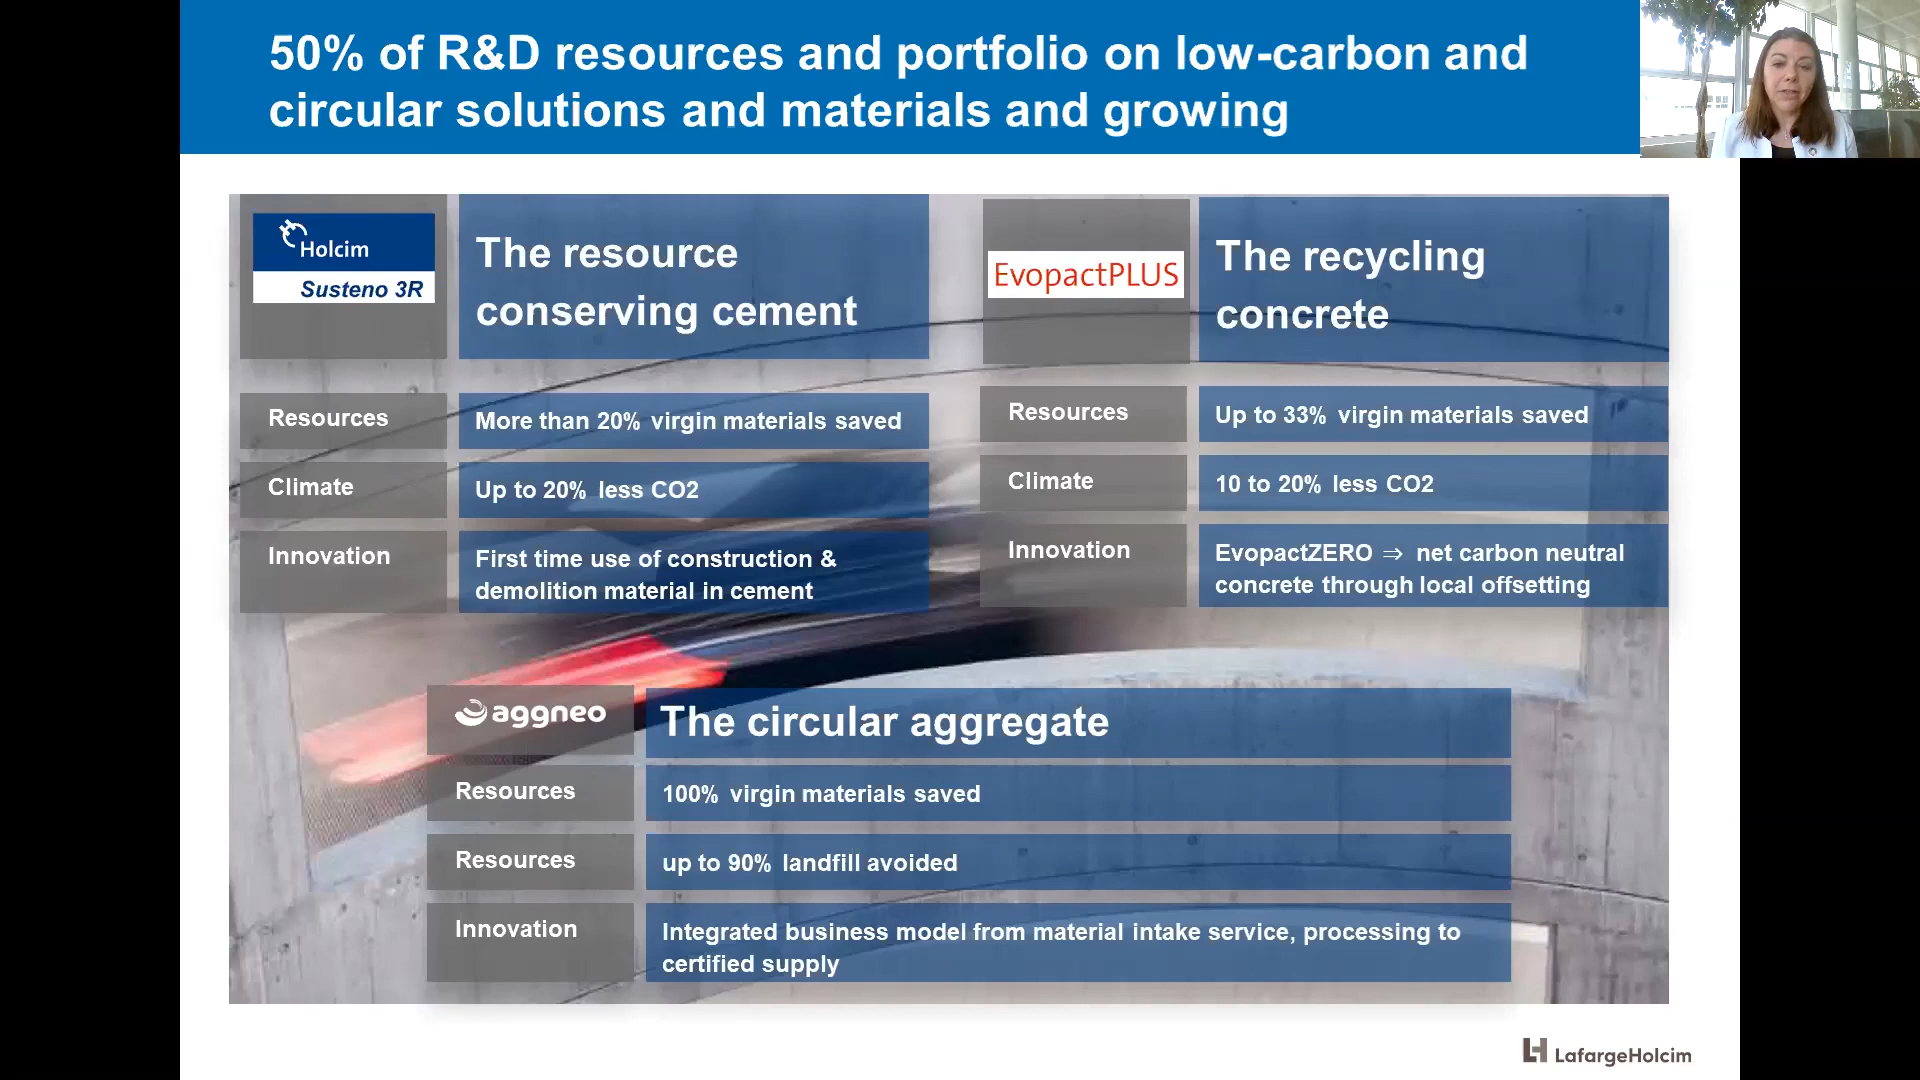 50% of R&D resources and portfolio on low-carbon and
circular solutions and materials and growing
Holcim
Susteno 3R
The resource
conserving cement
Resources
More than 20% virgin materials saved
Climate
Up to 20% less CO2
Innovation
First time use of construction &
demolition material in cement
EvopactPLUS
The recycling
concrete
Resources
Up to 33% virgin materials saved
Climate
10 to 20% less CO2
Innovation
EvopactZERO ⇒ net carbon neutral
concrete through local offsetting
aggneo
The circular aggregate
Resources
100% virgin materials saved
Resources
up to 90% landfill avoided
Innovation
Integrated business model from material intake service, processing to
certified supply
LafargeHolcim